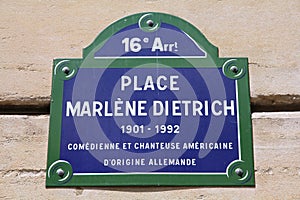 16e Arrt
PLACE
MARLÈNE DIETRICH
1901 - 1992
COMÉDIENNE ET CHANTEUSE AMÉRICAINE
D'ORIGINE ALLEMANDE